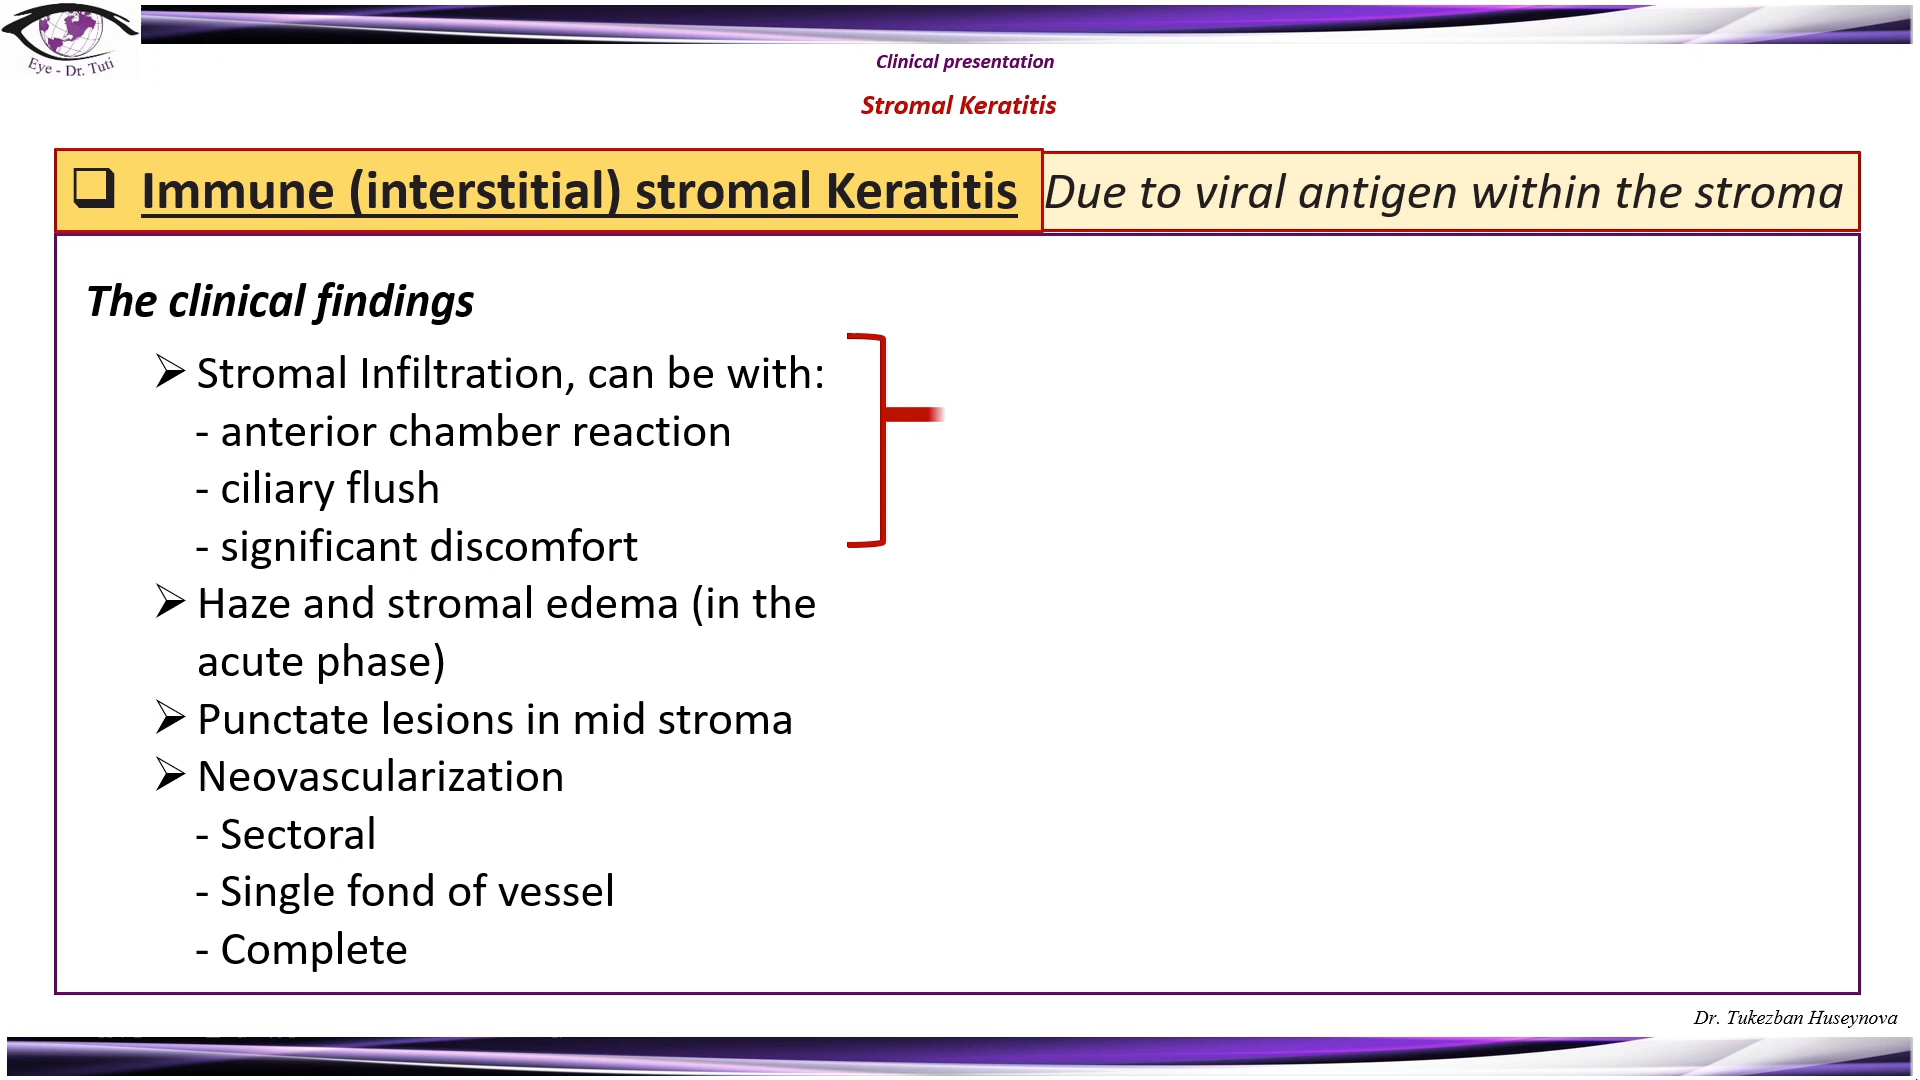 Eye - Dr. Tuti
Clinical presentation
Stromal Keratitis
Immune (interstitial) stromal Keratitis
Due to viral antigen within the stroma
The clinical findings
Stromal Infiltration, can be with:
- anterior chamber reaction
- ciliary flush
- significant discomfort
Haze and stromal edema (in the
acute phase)
Punctate lesions in mid stroma
Neovascularization
- Sectoral
- Single fond of vessel
- Complete
Dr. Tukezban Huseynova